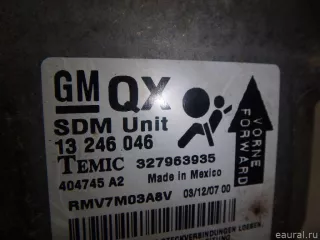 GM QX
SDM Unit
13 246 046
TEMIC 327963935
404745 A2 Made in Mexico
RMV7M03A8V 03/12/07 00
VORNE
FORWARD
eaural.ru